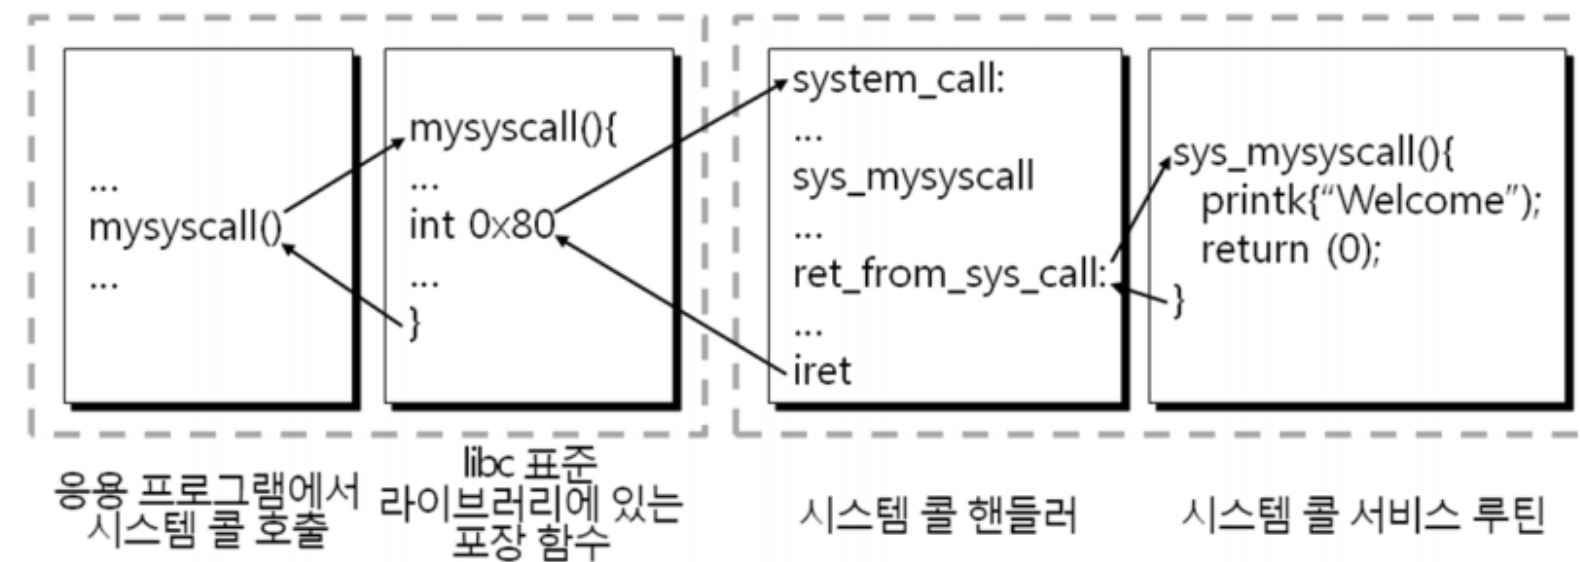 ...
mysyscall()
...
mysyscall(){
...
int 0x80
...
}
system_call:
...
sys_mysyscall
...
ret_from_sys_call:
...
iret
sys_mysyscall(){
printk{“Welcome”);
return (0);
}
응용 프로그램에서
시스템 콜 호출
libc 표준
라이브러리에 있는
포장 함수
시스템 콜 핸들러
시스템 콜 서비스 루틴